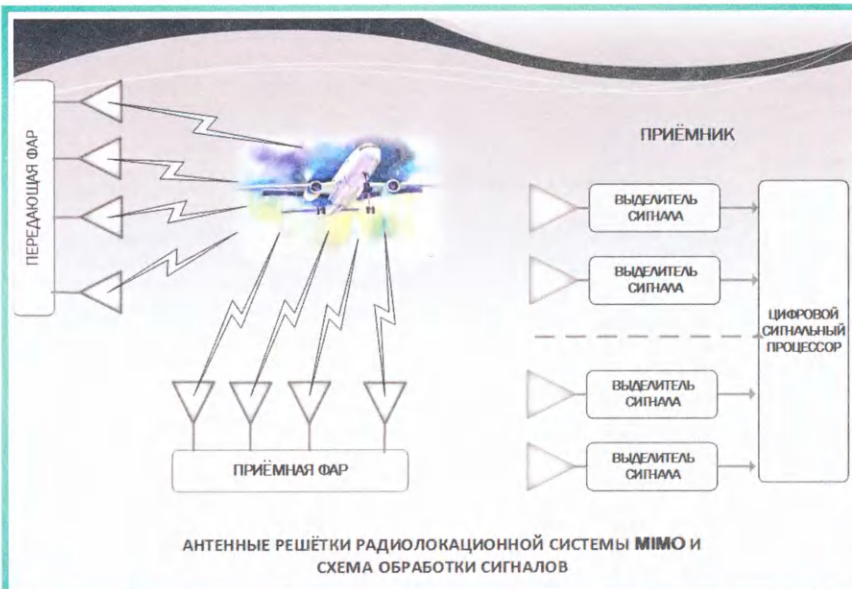 ПЕРЕДАЮЩАЯ ФАР
ПРИЁМНАЯ ФАР
ПРИЁМНИК
ВЫДЕЛИТЕЛЬ
СИГНАЛА
ВЫДЕЛИТЕЛЬ
СИГНАЛА
ВЫДЕЛИТЕЛЬ
СИГНАЛА
ВЫДЕЛИТЕЛЬ
СИГНАЛА
ЦИФРОВОЙ
СИГНАЛЬНЫЙ
ПРОЦЕССОР
АНТЕННЫЕ РЕШЁТКИ РАДИОЛОКАЦИОННОЙ СИСТЕМЫ MIMO И
СХЕМА ОБРАБОТКИ СИГНАЛОВ